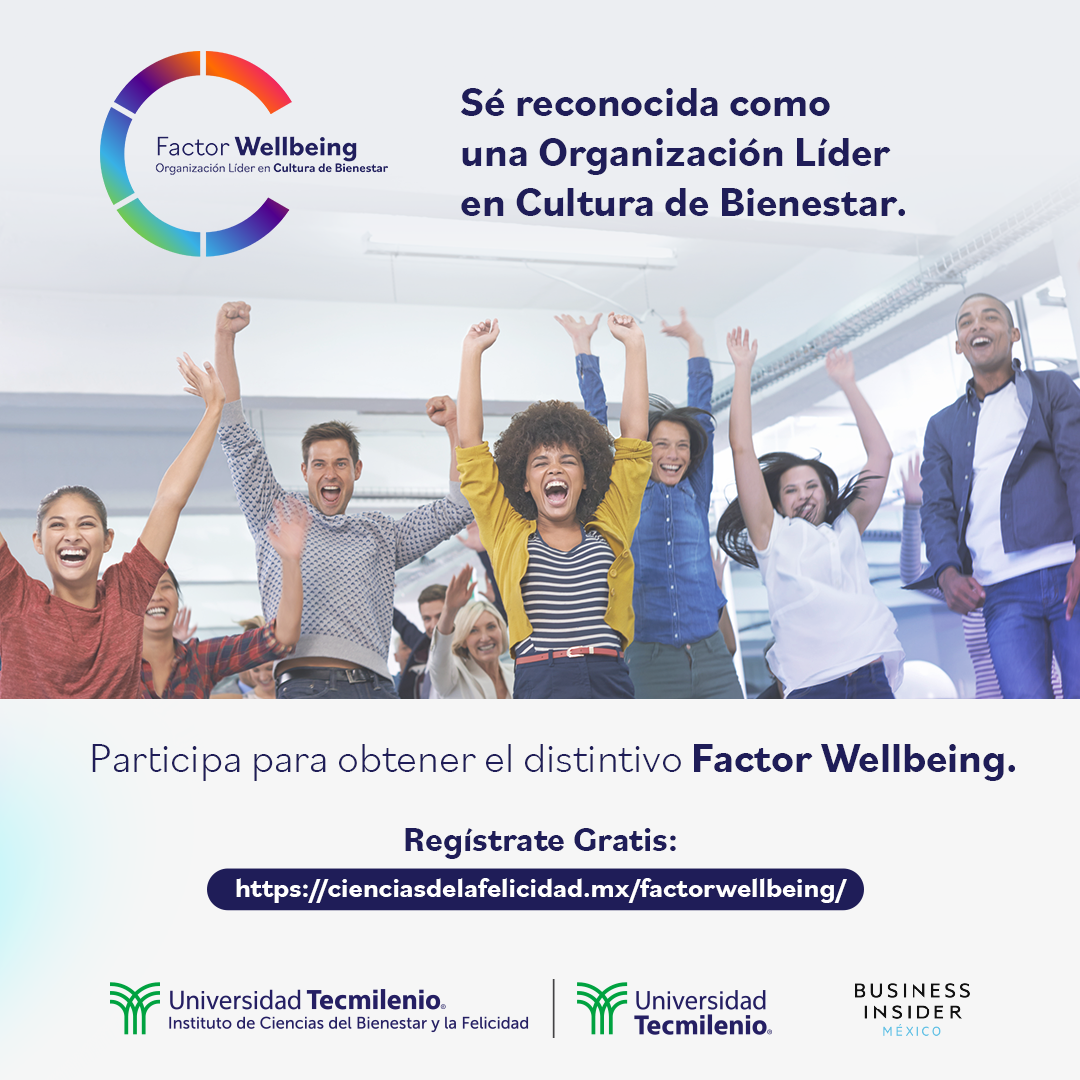 Factor Wellbeing
Organización Líder en Cultura de Bienestar
Sé reconocida como
una Organización Líder
en Cultura de Bienestar.
Participa para obtener el distintivo Factor Wellbeing.
Regístrate Gratis:
https://cienciasdelafelicidad.mx/factorwellbeing/
Universidad Tecmilenio®
Instituto de Ciencias del Bienestar y la Felicidad
Universidad
Tecmilenio®
BUSINESS
INSIDER
MÉXICO